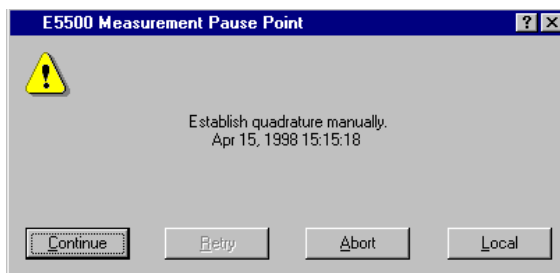 E5500 Measurement Pause Point
Establish quadrature manually.
Apr 15, 1998 15:15:18
Continue Retry Abort Local